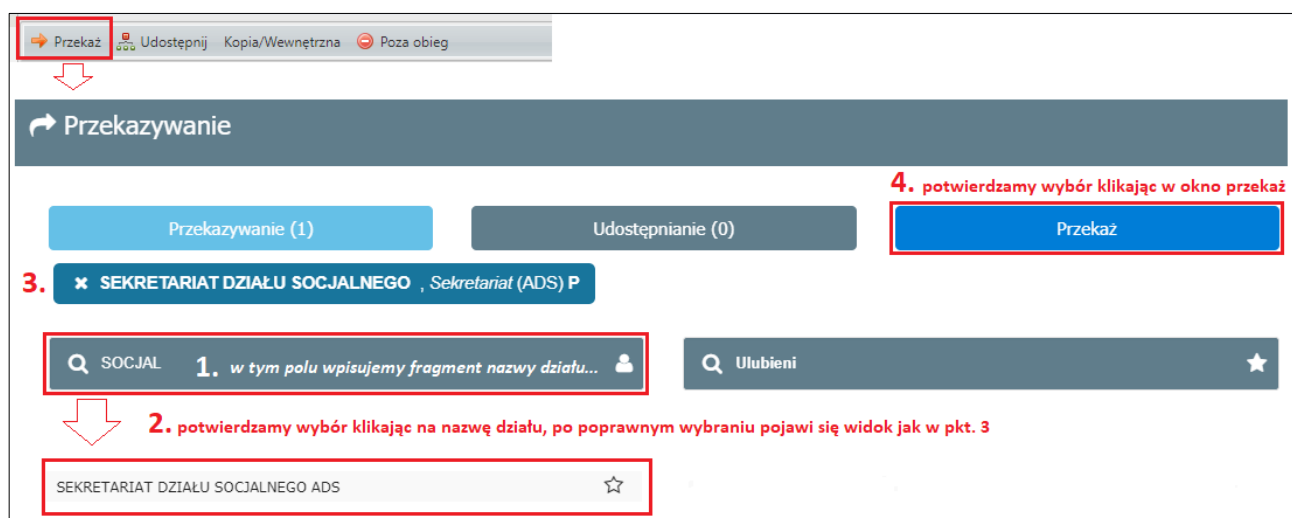 Przekaż Udostępnij Kopia/Wewnętrzna Poza obieg
Przekazywanie
4. potwierdzamy wybór klikając w okno przekaż
Przekazywanie (1) Udostępnianie (0) Przekaż
3. SEKRETARIAT DZIAŁU SOCJALNEGO , Sekretariat (ADS) P
SOCJAL 1. w tym polu wpisujemy fragment nazwy działu... Ulubieni
2. potwierdzamy wybór klikając na nazwę działu, po poprawnym wybraniu pojawi się widok jak w pkt. 3
SEKRETARIAT DZIAŁU SOCJALNEGO ADS